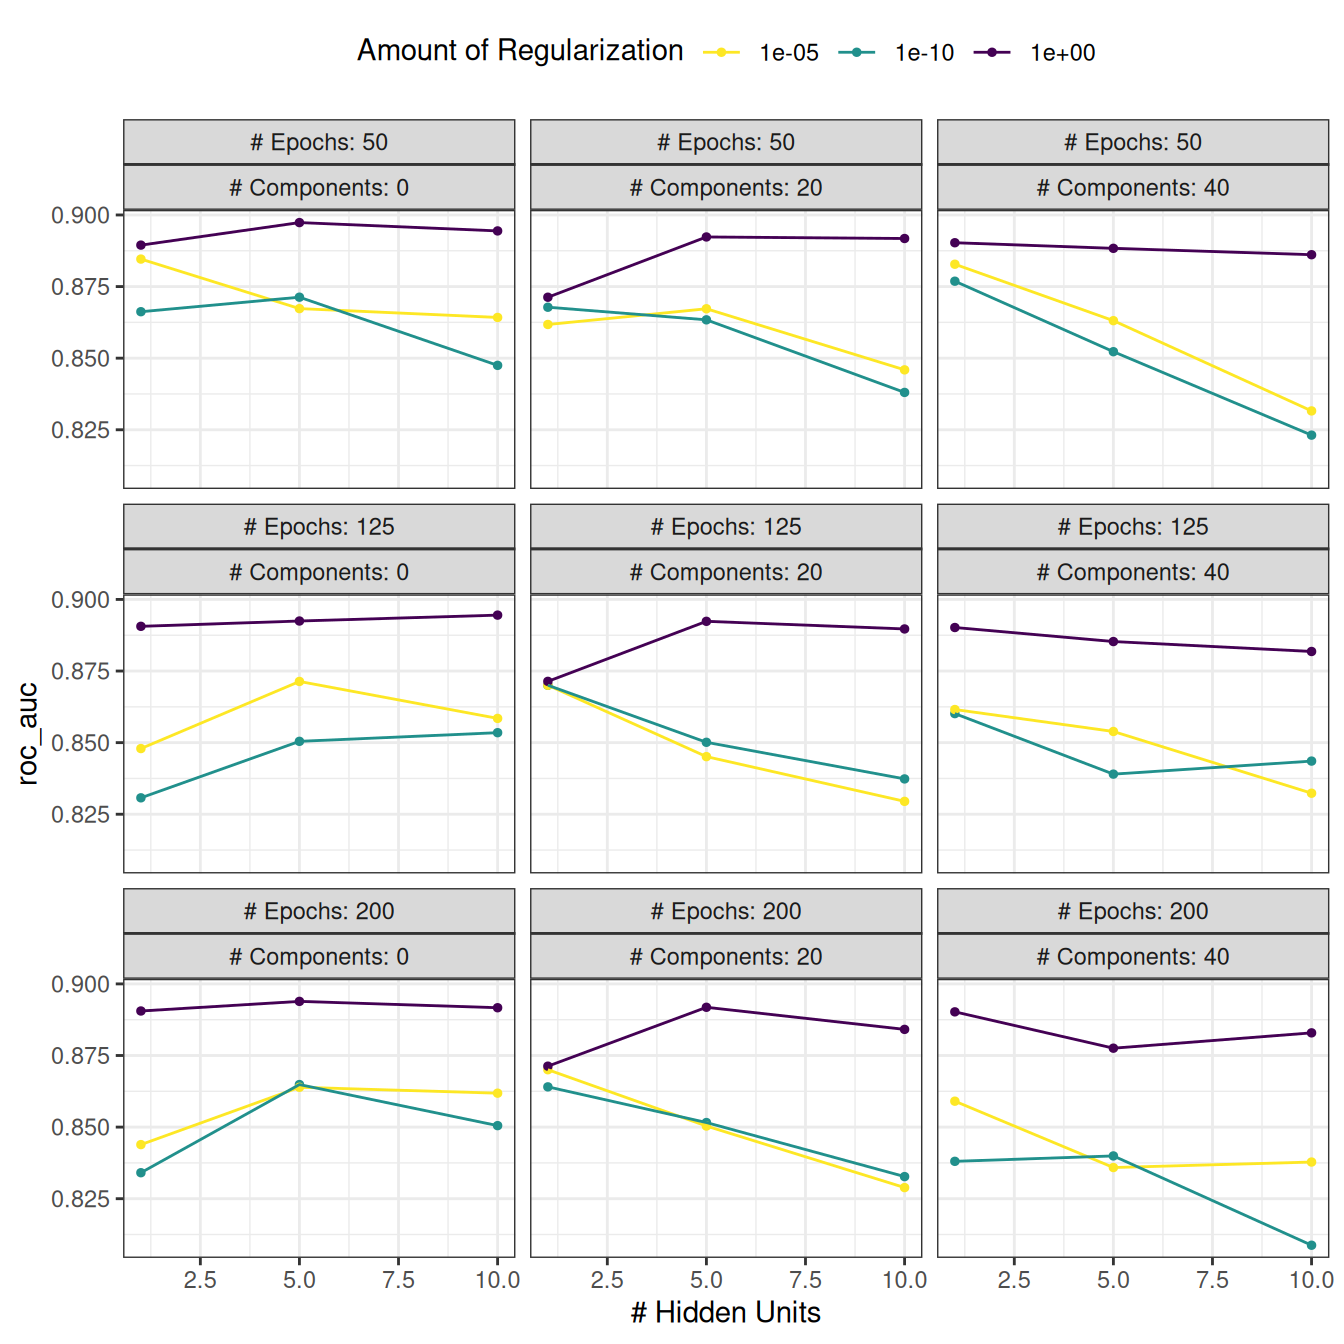 Amount of Regularization 1e-05 1e-10 1e+00
# Epochs: 50 # Epochs: 50 # Epochs: 50
# Components: 0 # Components: 20 # Components: 40
0.900
0.875
0.850
0.825
# Epochs: 125 # Epochs: 125 # Epochs: 125
# Components: 0 # Components: 20 # Components: 40
0.900
0.875
0.850
0.825
roc_auc
# Epochs: 200 # Epochs: 200 # Epochs: 200
# Components: 0 # Components: 20 # Components: 40
0.900
0.875
0.850
0.825
2.5 5.0 7.5 10.0 2.5 5.0 7.5 10.0 2.5 5.0 7.5 10.0
# Hidden Units